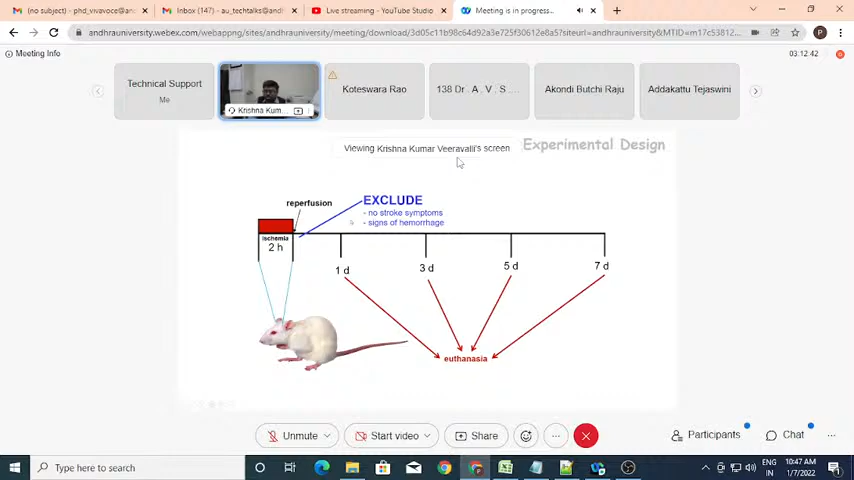 (no subject) - phd_vivavoce@and
Inbox (147) - au_techtalks@andh
Live streaming - YouTube Studio
Meeting is in progress...
andhrauniversity.webex.com/webappng/sites/andhrauniversity/meeting/download/3d05c11b98c64d92a3e725f30612e8a5?siteurl=andhrauniversity&MTID=m17c53812...
P
Meeting Info
03:12:42
Technical Support
Me
Krishna Kum...
Koteswara Rao
138 Dr . A . V . S ....
Akondi Butchi Raju
Addakattu Tejaswini
Viewing Krishna Kumar Veeravalli's screen
Experimental Design
reperfusion
EXCLUDE
- no stroke symptoms
- signs of hemorrhage
ischemia
2 h
1 d
3 d
5 d
7 d
euthanasia
Unmute
Start video
Share
Participants
Chat
Type here to search
ENG
IN
10:47 AM
1/7/2022